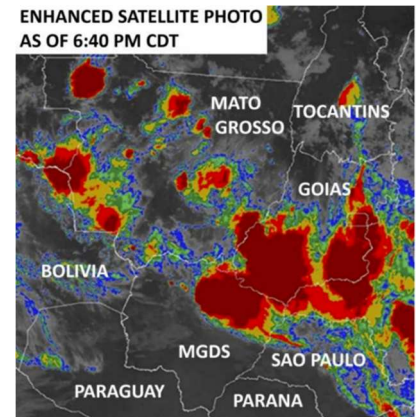 ENHANCED SATELLITE PHOTO
AS OF 6:40 PM CDT
MATO
GROSSO
TOCANTINS
GOIAS
BOLIVIA
MGDS
SAO PAULO
PARAGUAY
PARANA